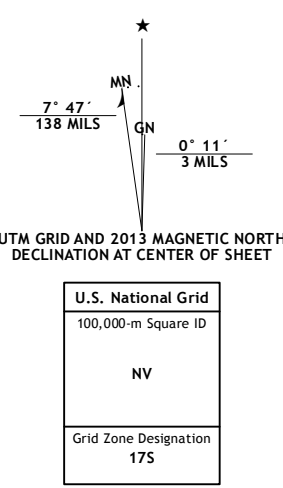 ★
MN
7° 47´
138 MILS
GN
0° 11´
3 MILS
UTM GRID AND 2013 MAGNETIC NORTH
DECLINATION AT CENTER OF SHEET
U.S. National Grid
100,000-m Square ID
NV
Grid Zone Designation
17S